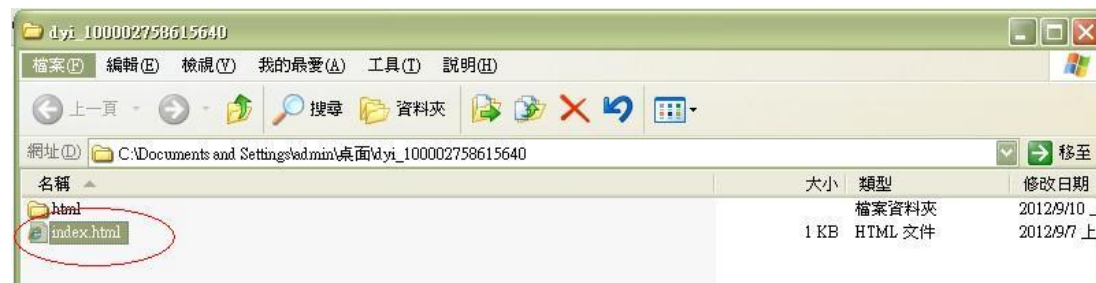 dyi_100002758615640
檔案(F) 編輯(E) 檢視(V) 我的最愛(A) 工具(T) 說明(H)
上一頁 搜尋 資料夾
網址(D) C:\Documents and Settings\admin\桌面\dyi_100002758615640 移至
名稱 大小 類型 修改日期
html 檔案資料夾 2012/9/10
index.html 1 KB HTML 文件 2012/9/7 上